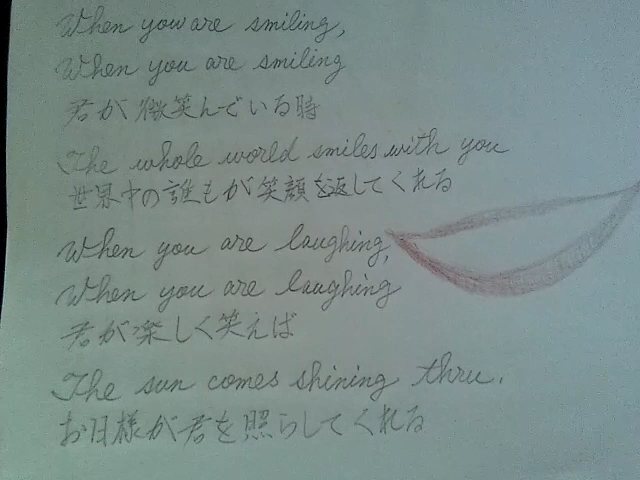 When you are smiling,
When you are smiling
君が微笑んでいる時
The whole world smiles with you
世界中の誰もが笑顔を返してくれる
When you are laughing,
When you are laughing
君が楽しく笑えば
The sun comes shining thru.
お日様が君を照らしてくれる